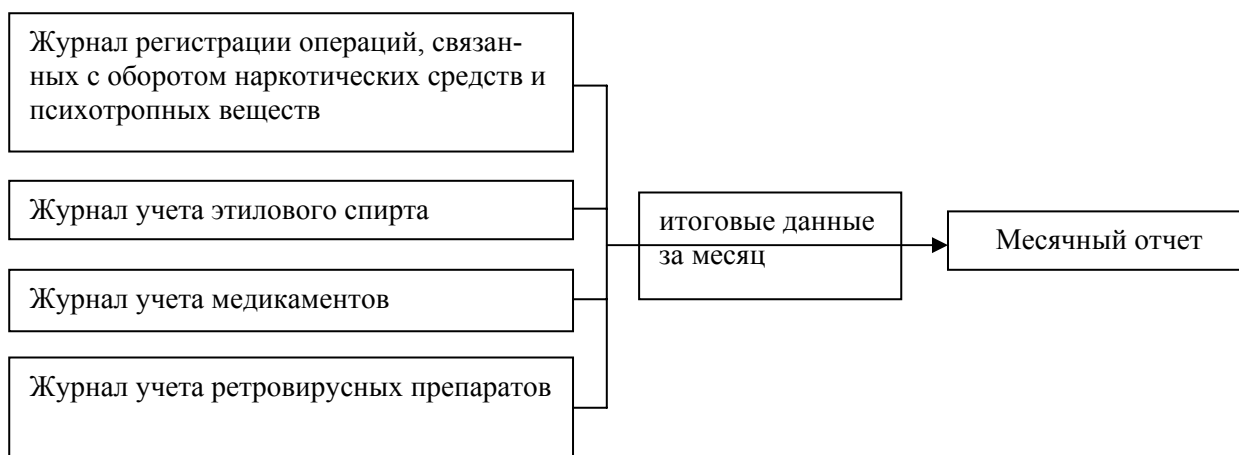 Журнал регистрации операций, связан-
ных с оборотом наркотических средств и
психотропных веществ
Журнал учета этилового спирта
Журнал учета медикаментов
Журнал учета ретровирусных препаратов
итоговые данные
за месяц
Месячный отчет